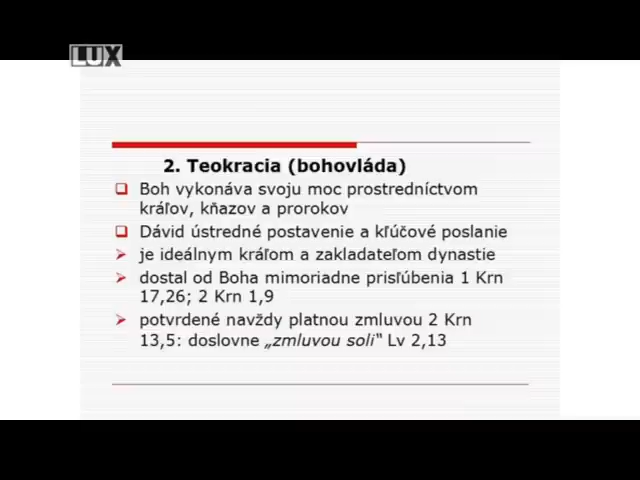 LUX
2. Teokracia (bohovláda)
Boh vykonáva svoju moc prostredníctvom
kráľov, kňazov a prorokov
Dávid ústredné postavenie a kľúčové poslanie
je ideálnym kráľom a zakladateľom dynastie
dostal od Boha mimoriadne prisľúbenia 1 Krn
17,26; 2 Krn 1,9
potvrdené navždy platnou zmluvou 2 Krn
13,5: doslovne „zmluvou soli“ Lv 2,13